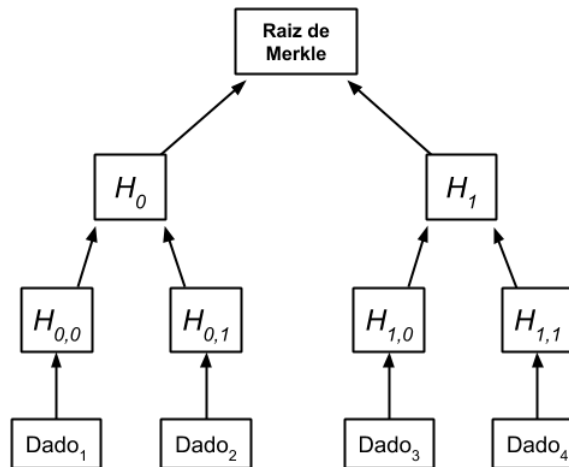 Raiz de
Merkle
H₀
H₁
H₀,₀
H₀,₁
H₁,₀
H₁,₁
Dado₁
Dado₂
Dado₃
Dado₄